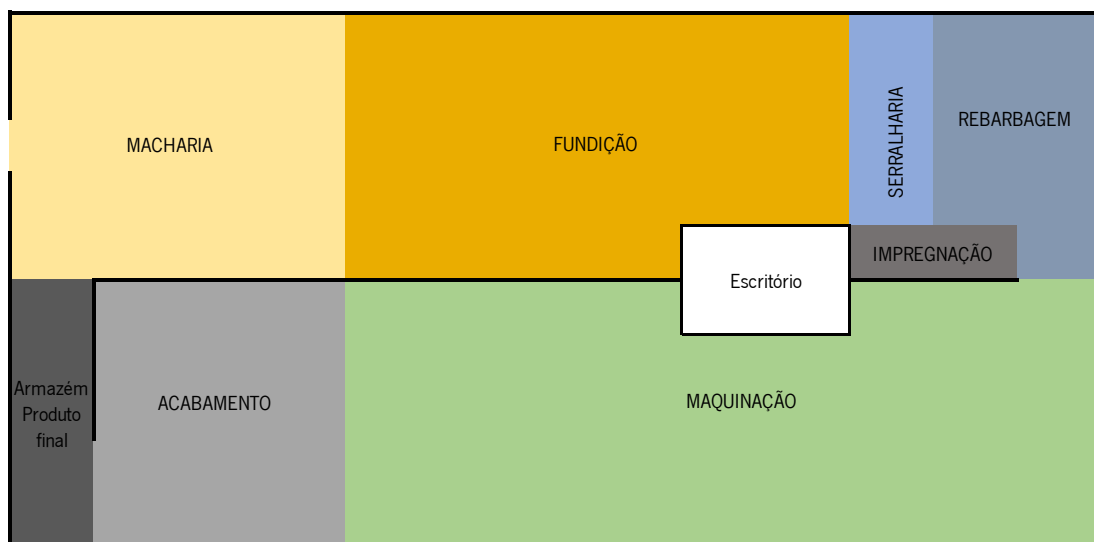 MACHARIA
FUNDIÇÃO
SERRALHARIA
REBARBAGEM
IMPREGNAÇÃO
Escritório
Armazém
Produto
final
ACABAMENTO
MAQUINAÇÃO